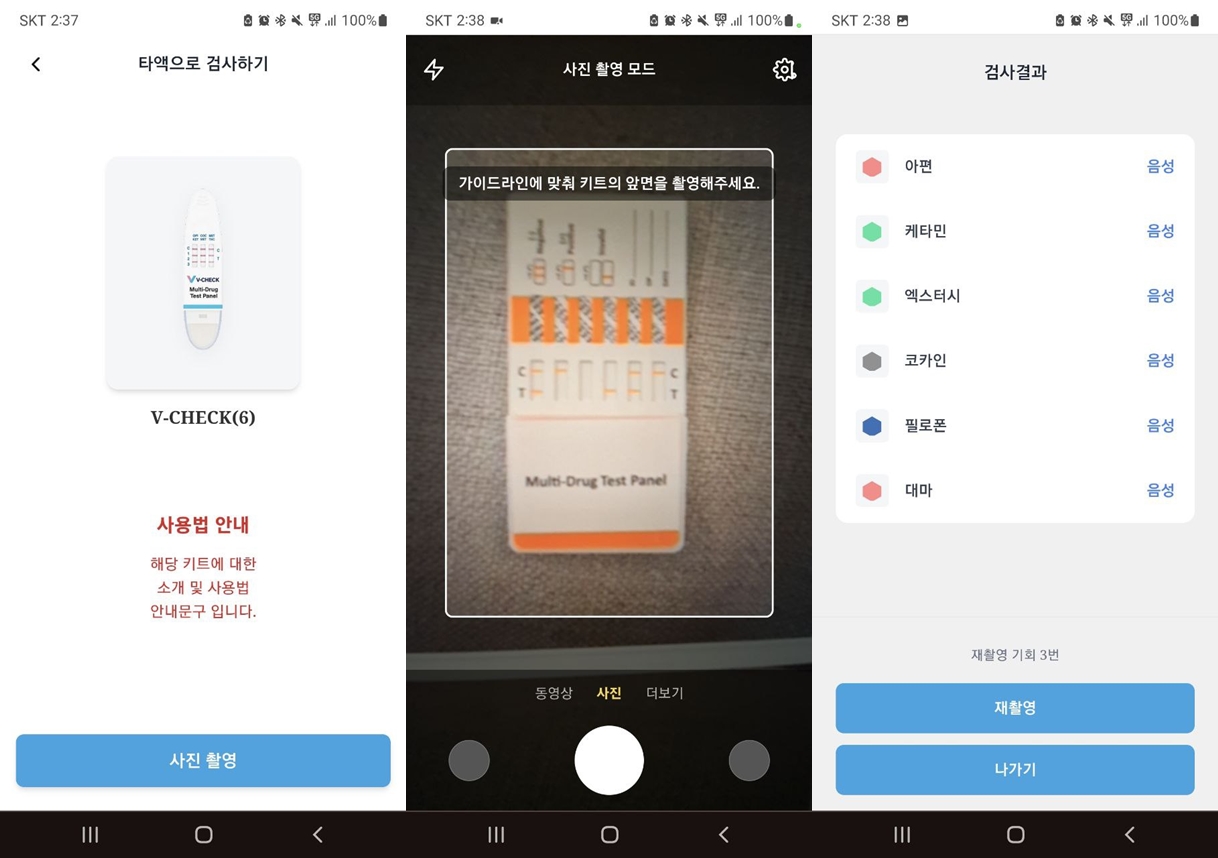 SKT 2:37
100%
타액으로 검사하기
V-CHECK
Multi-Drug
Test Panel
V-CHECK(6)
사용법 안내
해당 키트에 대한
소개 및 사용법
안내문구 입니다.
사진 촬영
SKT 2:38
100%
사진 촬영 모드
가이드라인에 맞춰 키트의 앞면을 촬영해주세요.
Negative
Positive
Invalid
C
C
T
T
Multi-Drug Test Panel
동영상
사진
더보기
SKT 2:38
100%
검사결과
아편 음성
케타민 음성
엑스터시 음성
코카인 음성
필로폰 음성
대마 음성
재촬영 기회 3번
재촬영
나가기